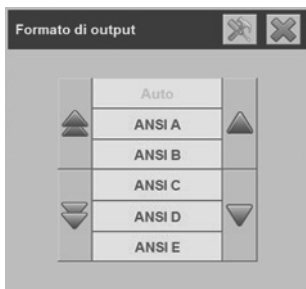 Formato di output
Auto
ANSI A
ANSI B
ANSI C
ANSI D
ANSI E